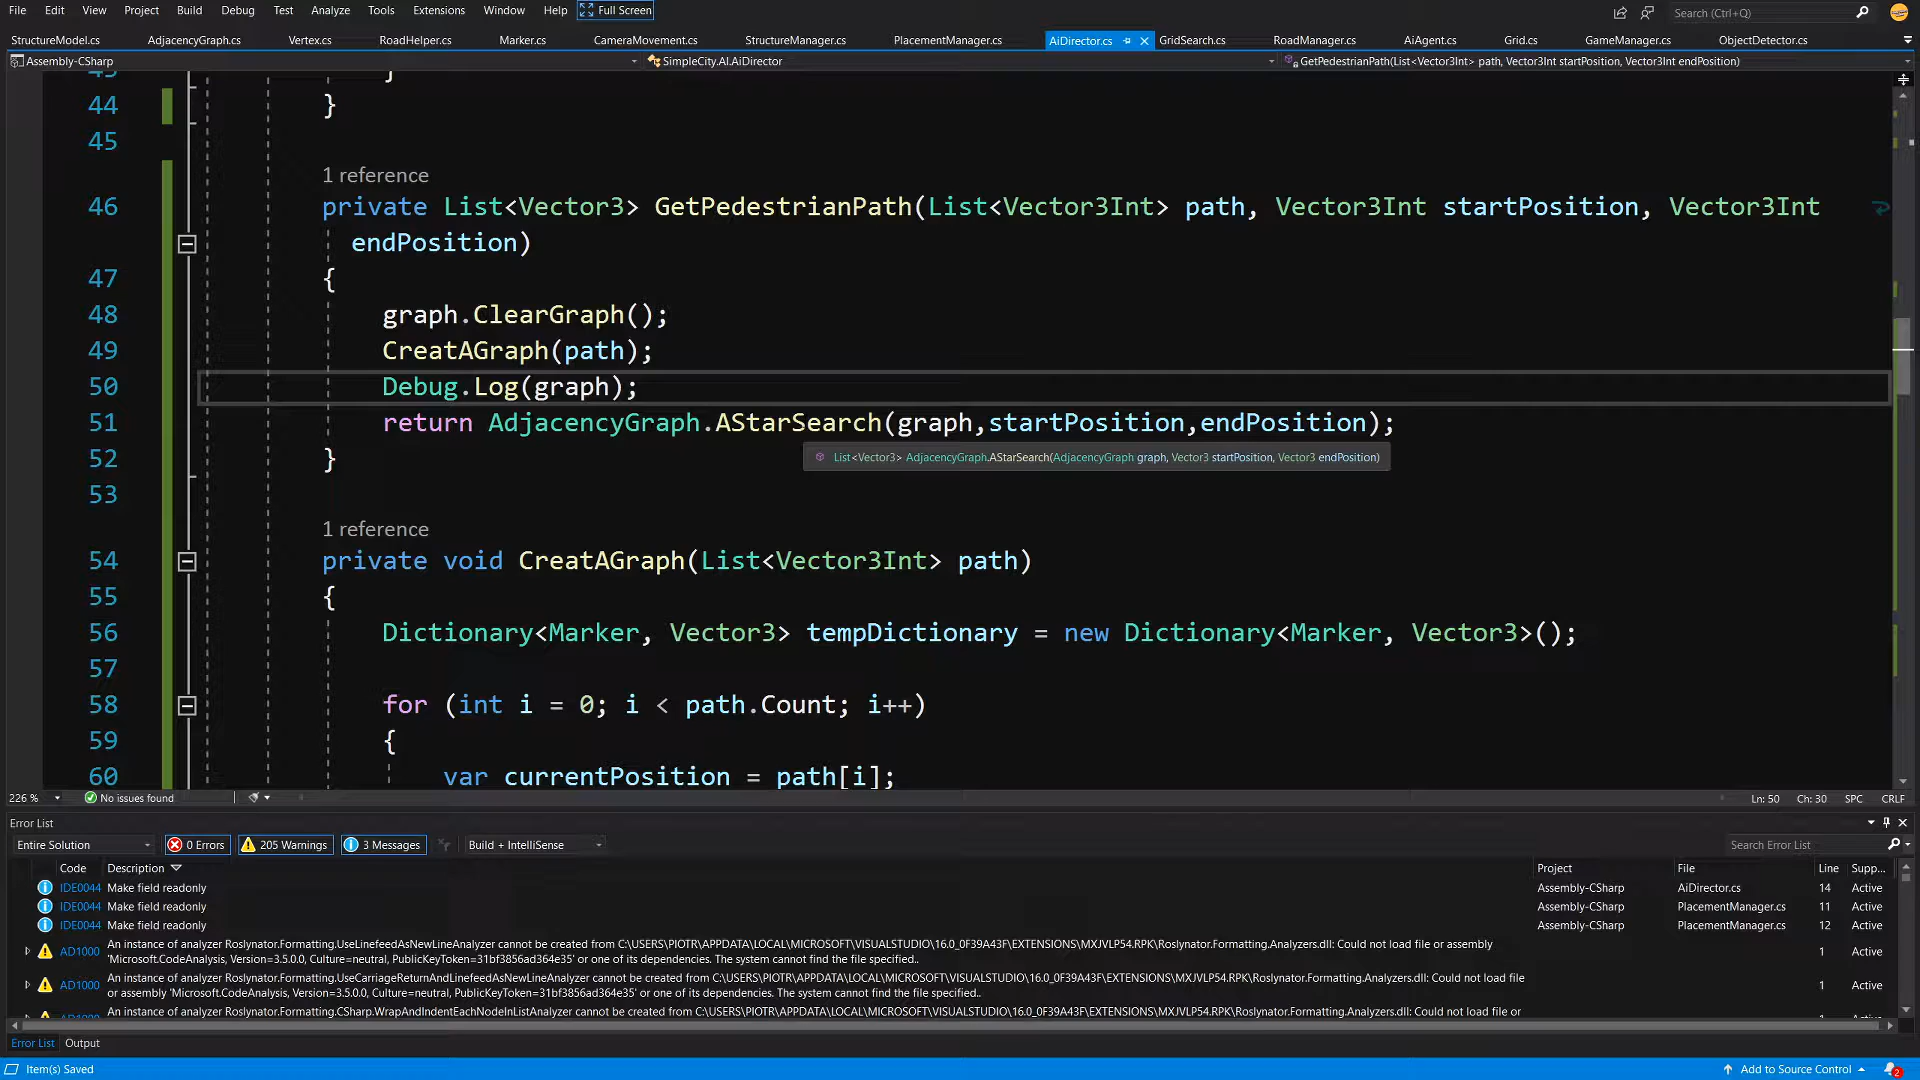 File Edit View Project Build Debug Test Analyze Tools Extensions Window Help Full Screen Search (Ctrl+Q)
StructureModel.cs AdjacencyGraph.cs Vertex.cs RoadHelper.cs Marker.cs CameraMovement.cs StructureManager.cs PlacementManager.cs AiDirector.cs GridSearch.cs RoadManager.cs AiAgent.cs Grid.cs GameManager.cs ObjectDetector.cs
Assembly-CSharp SimpleCity.AI.AiDirector GetPedestrianPath(List<Vector3Int> path, Vector3Int startPosition, Vector3Int endPosition)
44 }
45
1 reference
46 private List<Vector3> GetPedestrianPath(List<Vector3Int> path, Vector3Int startPosition, Vector3Int
endPosition)
47 {
48 graph.ClearGraph();
49 CreatAGraph(path);
50 Debug.Log(graph);
51 return AdjacencyGraph.AStarSearch(graph,startPosition,endPosition);
52 }
List<Vector3> AdjacencyGraph.AStarSearch(AdjacencyGraph graph, Vector3 startPosition, Vector3 endPosition)
53
1 reference
54 private void CreatAGraph(List<Vector3Int> path)
55 {
56 Dictionary<Marker, Vector3> tempDictionary = new Dictionary<Marker, Vector3>();
57
58 for (int i = 0; i < path.Count; i++)
59 {
60 var currentPosition = path[i];
226 % No issues found Ln: 50 Ch: 30 SPC CRLF
Error List
Entire Solution 0 Errors 205 Warnings 3 Messages Build + IntelliSense Search Error List
Code Description Project File Line Supp...
IDE0044 Make field readonly Assembly-CSharp AiDirector.cs 14 Active
IDE0044 Make field readonly Assembly-CSharp PlacementManager.cs 11 Active
IDE0044 Make field readonly Assembly-CSharp PlacementManager.cs 12 Active
AD1000 An instance of analyzer Roslynator.Formatting.UseLinefeedAsNewLineAnalyzer cannot be created from C:\USERS\PIOTR\APPDATA\LOCAL\MICROSOFT\VISUALSTUDIO\16.0_0F39A43F\EXTENSIONS\MXJVLP54.RPK\Roslynator.Formatting.Analyzers.dll: Could not load file or assembly
'Microsoft.CodeAnalysis, Version=3.5.0.0, Culture=neutral, PublicKeyToken=31bf3856ad364e35' or one of its dependencies. The system cannot find the file specified.. 1 Active
AD1000 An instance of analyzer Roslynator.Formatting.UseCarriageReturnAndLinefeedAsNewLineAnalyzer cannot be created from C:\USERS\PIOTR\APPDATA\LOCAL\MICROSOFT\VISUALSTUDIO\16.0_0F39A43F\EXTENSIONS\MXJVLP54.RPK\Roslynator.Formatting.Analyzers.dll: Could not load file
or assembly 'Microsoft.CodeAnalysis, Version=3.5.0.0, Culture=neutral, PublicKeyToken=31bf3856ad364e35' or one of its dependencies. The system cannot find the file specified.. 1 Active
An instance of analyzer Roslynator.Formatting.CSharp.WrapAndIndentEachNodeInListAnalyzer cannot be created from C:\USERS\PIOTR\APPDATA\LOCAL\MICROSOFT\VISUALSTUDIO\16.0_0F39A43F\EXTENSIONS\MXJVLP54.RPK\Roslynator.Formatting.Analyzers.dll: Could not load file or
Error List Output
Item(s) Saved Add to Source Control 2